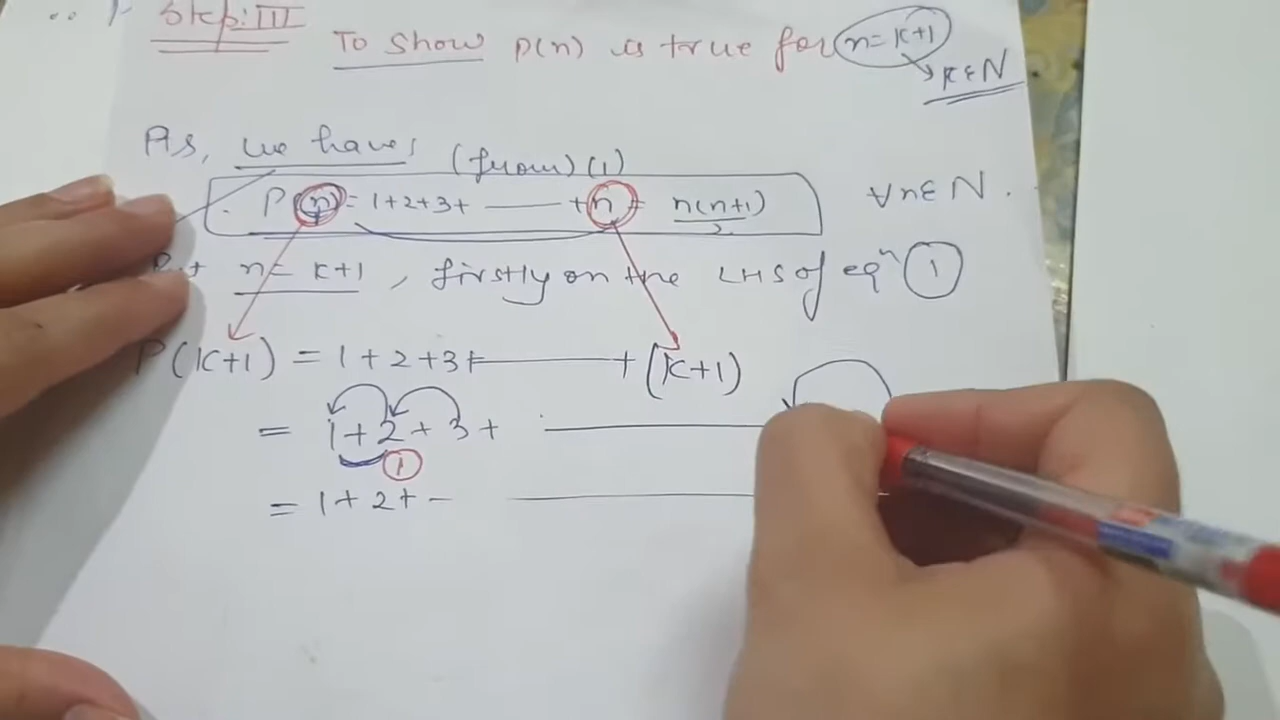 Step: III
To show P(n) is true for n = k+1
k ∈ N
As, we have, (from) (1)
P(n) = 1+2+3+ —— +n = n(n+1)/2 ∀ n ∈ N.
Put n = k+1, firstly on the LHS of eqⁿ (1)
P(k+1) = 1+2+3+ ——— + (k+1)
= 1+2+3+ ———
1
= 1+2+ - ———